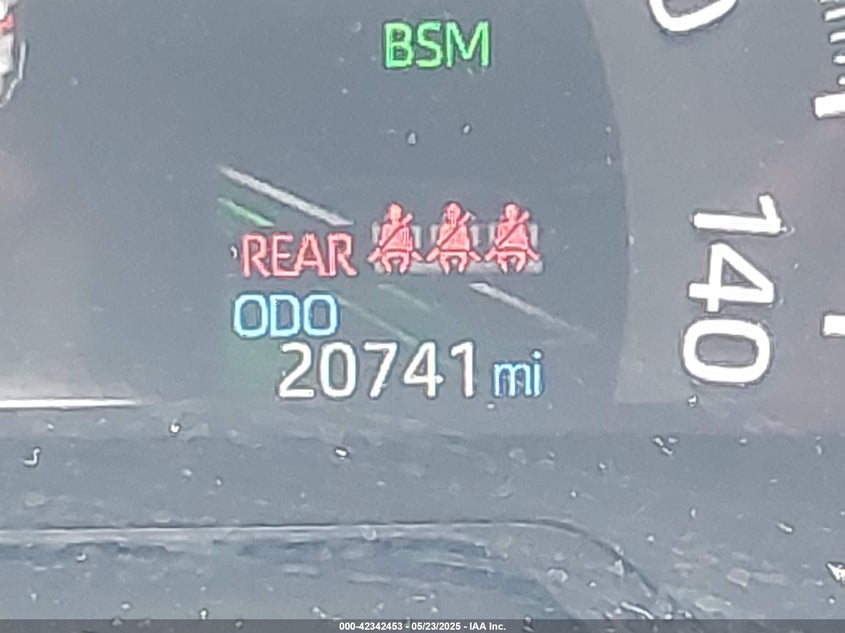 BSM
REAR
ODO
20741 mi
140
000-42342453 - 05/23/2025 - IAA Inc.